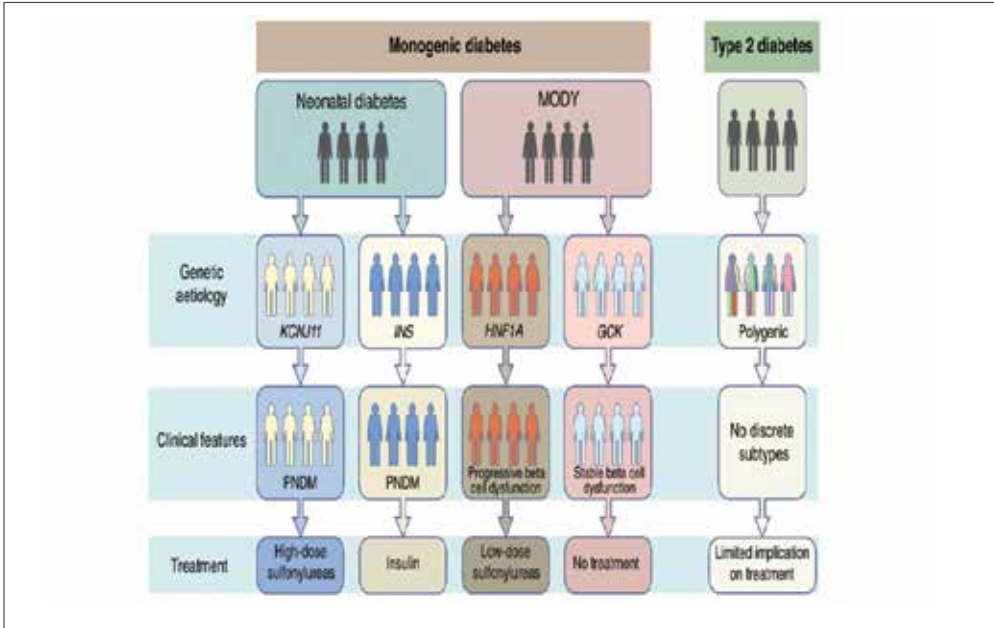 Monogenic diabetes
Type 2 diabetes
Neonatal diabetes
MODY
Genetic
aetiology
KCNJ11
INS
HNF1A
GCK
Polygenic
Clinical features
PNDM
PNDM
Progressive beta
cell dysfunction
Stable beta cell
dysfunction
No discrete
subtypes
Treatment
High-dose
sulfonylureas
Insulin
Low-dose
sulfonylureas
No treatment
Limited implication
on treatment